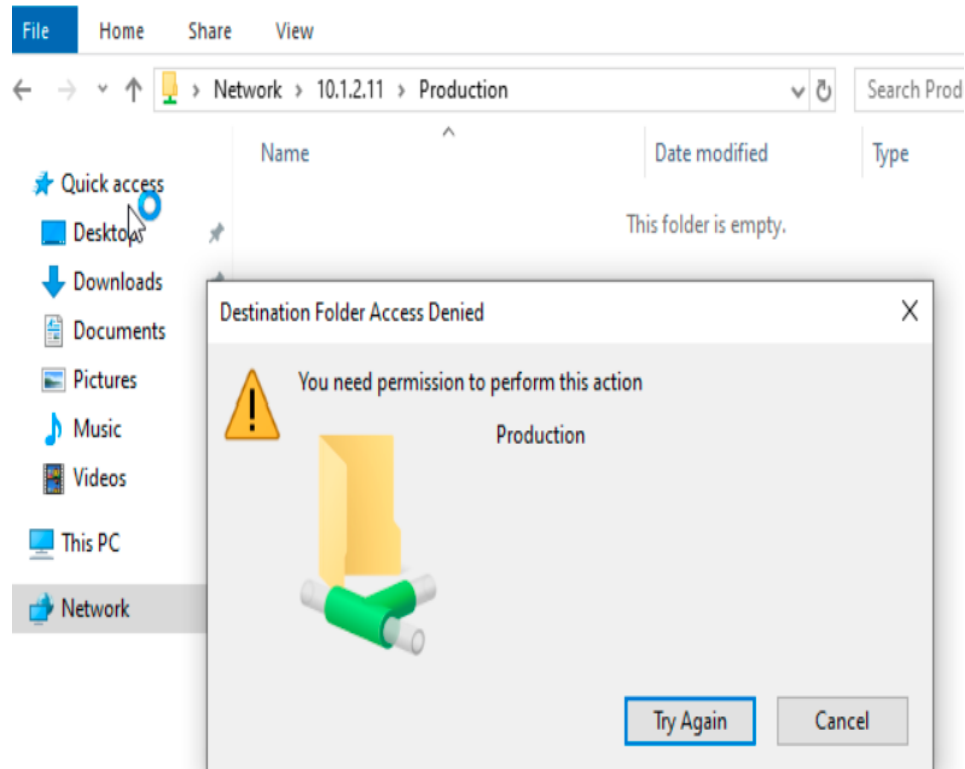 File Home Share View
Network > 10.1.2.11 > Production Search Prod
Name Date modified Type
Quick access
This folder is empty.
Desktop
Downloads
Destination Folder Access Denied X
Documents
You need permission to perform this action
Pictures
Production
Music
Videos
This PC
Network
Try Again Cancel